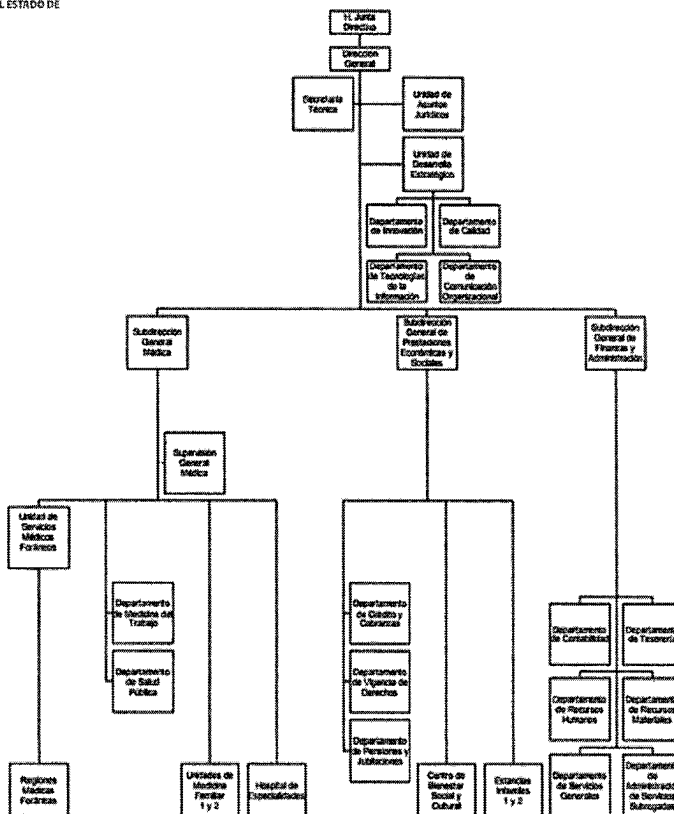 L ESTADO DE
H. Junta
Directiva
Dirección
General
Secretaría
Técnica
Unidad de
Asuntos
Jurídicos
Unidad de
Desarrollo
Estratégico
Departamento
de Innovación
Departamento
de Calidad
Departamento
de Tecnologías
de la
Información
Departamento
de
Comunicación
Organizacional
Subdirección
General
Médica
Subdirección
General de
Prestaciones
Económicas y
Sociales
Subdirección
General de
Finanzas y
Administración
Supervisión
General
Médica
Unidad de
Servicios
Médicos
Foráneos
Departamento
de Medicina del
Trabajo
Departamento
de Salud
Pública
Departamento
de Crédito y
Cobranzas
Departamento
de Vigencia de
Derechos
Departamento
de Pensiones y
Jubilaciones
Departamento
de Contabilidad
Departamento
de Tesorería
Departamento
de Recursos
Humanos
Departamento
de Recursos
Materiales
Regiones
Médicas
Foráneas
Unidades de
Medicina
Familiar
1 y 2
Hospital de
Especialidades
Centro de
Bienestar
Social y
Cultural
Estancias
Infantiles
1 y 2
Departamento
de Servicios
Generales
Departamento
de
Administración
de Servicios
Subrogados